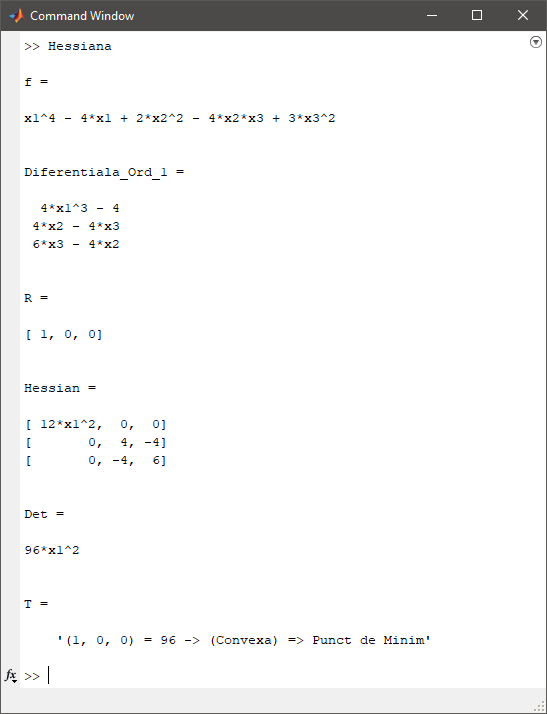 Command Window
>> Hessiana
f =
x1^4 - 4*x1 + 2*x2^2 - 4*x2*x3 + 3*x3^2
Diferentiala_Ord_1 =
4*x1^3 - 4
4*x2 - 4*x3
6*x3 - 4*x2
R =
[ 1, 0, 0]
Hessian =
[ 12*x1^2,  0,  0]
[       0,  4, -4]
[       0, -4,  6]
Det =
96*x1^2
T =
'(1, 0, 0) = 96 -> (Convexa) => Punct de Minim'
fx >>